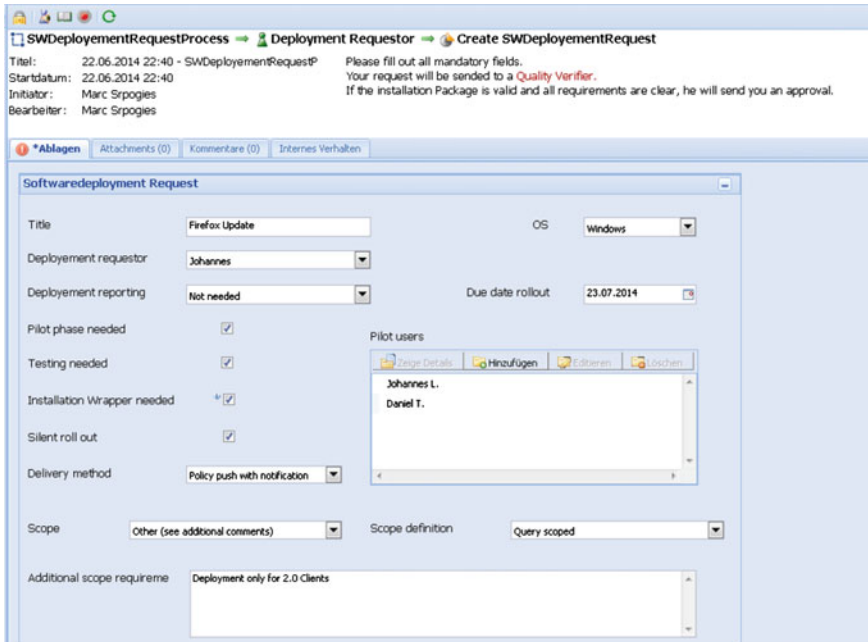 SWDeployementRequestProcess ⇒ Deployment Requestor ⇒ Create SWDeployementRequest
Titel: 22.06.2014 22:40 - SWDeployementRequestP
Startdatum: 22.06.2014 22:40
Initiator: Marc Srpogies
Bearbeiter: Marc Srpogies
Please fill out all mandatory fields.
Your request will be sended to a Quality Verifier.
If the installation Package is valid and all requirements are clear, he will send you an approval.
*Ablagen Attachments (0) Kommentare (0) Internes Verhalten
Softwaredeployment Request
Title Firefox Update OS Windows
Deployement requestor Johannes
Deployement reporting Not needed Due date rollout 23.07.2014
Pilot phase needed
Pilot users
Testing needed
Zeige Details Hinzufügen Editieren Löschen
Johannes L.
Installation Wrapper needed
Daniel T.
Silent roll out
Delivery method Policy push with notification
Scope Other (see additional comments) Scope definition Query scoped
Additional scope requireme Deployment only for 2.0 Clients